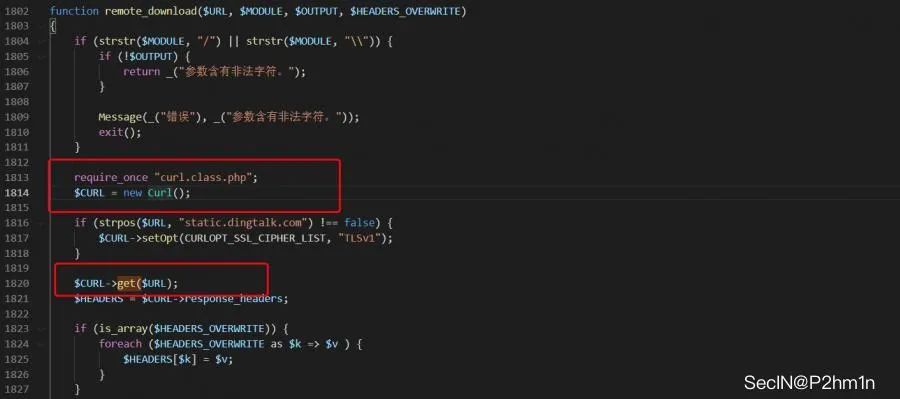 1802 function remote_download($URL, $MODULE, $OUTPUT, $HEADERS_OVERWRITE)
1803 {
1804     if (strstr($MODULE, "/") || strstr($MODULE, "\\")) {
1805         if (!$OUTPUT) {
1806             return _("参数含有非法字符。");
1807         }
1808
1809         Message(_("错误"), _("参数含有非法字符。"));
1810         exit();
1811     }
1812
1813     require_once "curl.class.php";
1814     $CURL = new Curl();
1815
1816     if (strpos($URL, "static.dingtalk.com") !== false) {
1817         $CURL->setOpt(CURLOPT_SSL_CIPHER_LIST, "TLSv1");
1818     }
1819
1820     $CURL->get($URL);
1821     $HEADERS = $CURL->response_headers;
1822
1823     if (is_array($HEADERS_OVERWRITE)) {
1824         foreach ($HEADERS_OVERWRITE as $k => $v ) {
1825             $HEADERS[$k] = $v;
1826         }
1827     }
SecIN@P2hm1n